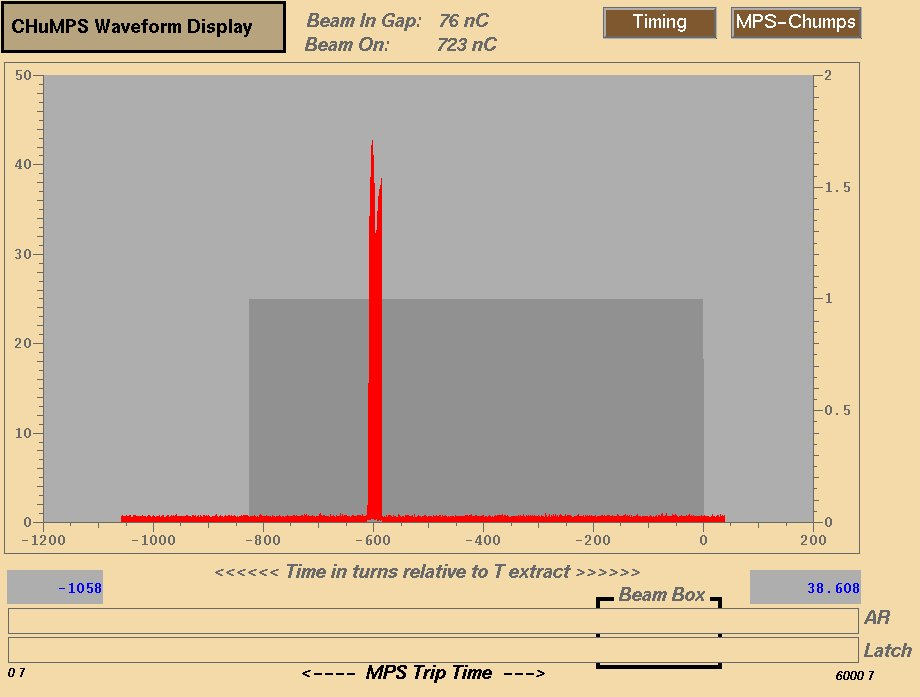 CHuMPS Waveform Display
Beam In Gap: 76 nC
Beam On: 723 nC
Timing
MPS-Chumps
50
40
30
20
10
0
2
1.5
1
0.5
0
-1200 -1000 -800 -600 -400 -200 0 200
<<<<<< Time in turns relative to T extract >>>>>>
-1058
38.608
Beam Box
AR
Latch
0 7
<---- MPS Trip Time --->
6000 7